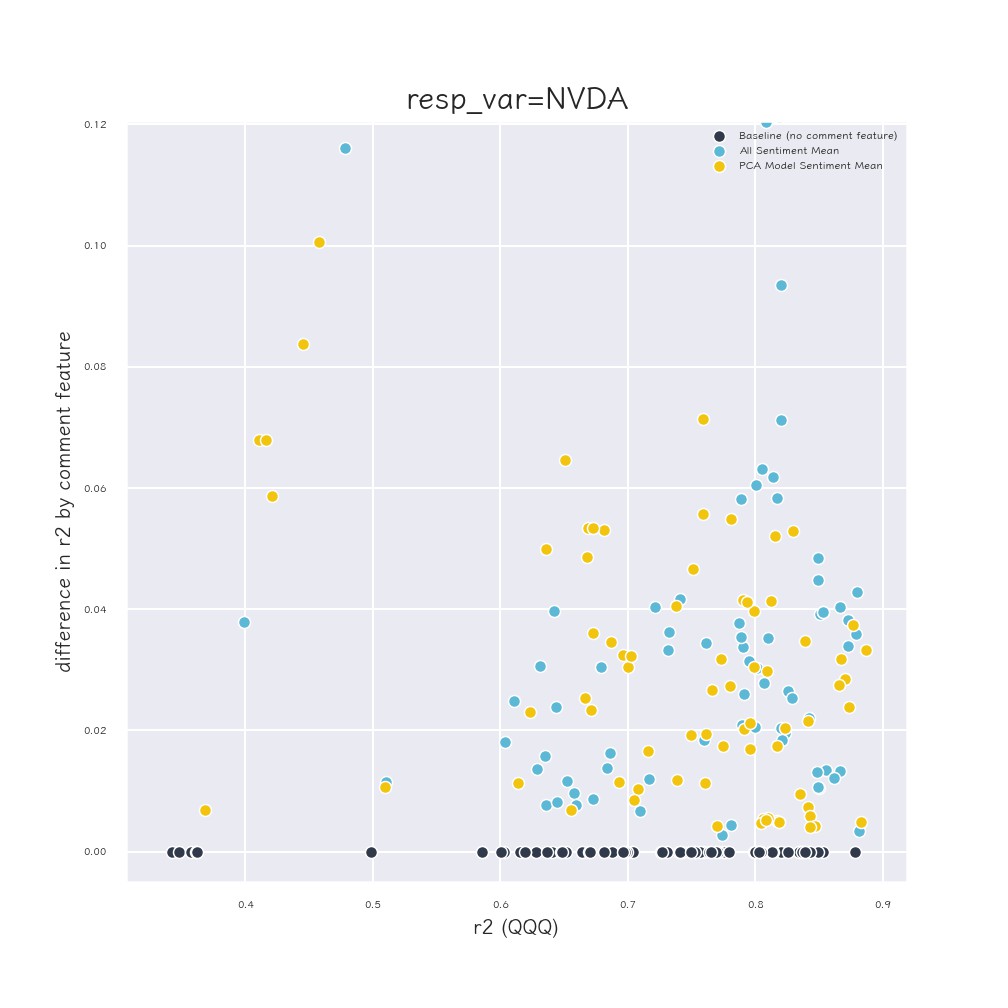 resp_var=NVDA
Baseline (no comment feature)
All Sentiment Mean
PCA Model Sentiment Mean
difference in r2 by comment feature
0.12
0.10
0.08
0.06
0.04
0.02
0.00
0.4 0.5 0.6 0.7 0.8 0.9
r2 (QQQ)